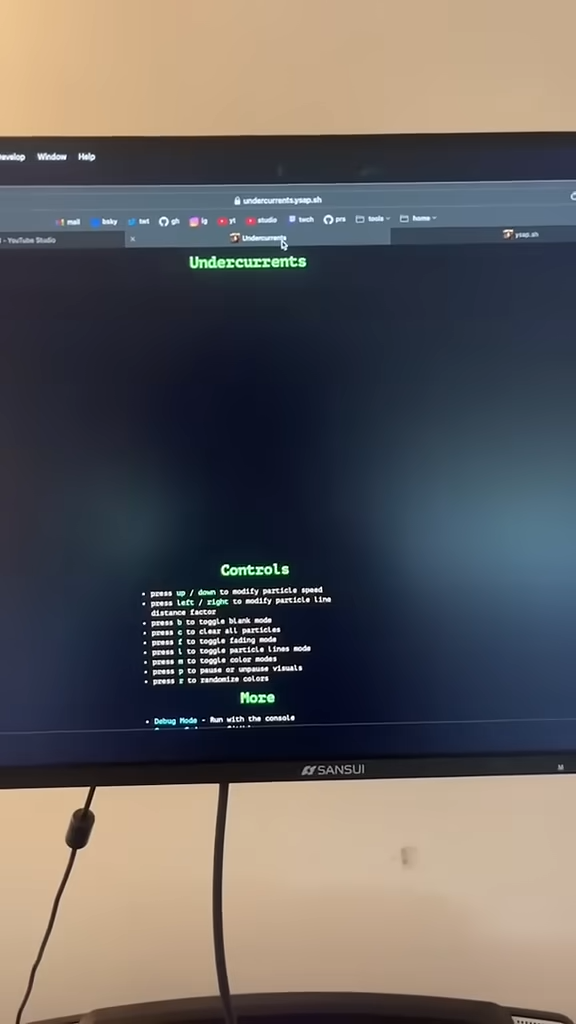 Window Help
undercurrents.ysap.sh
mail bsky twt gh ig yt studio tech prs tools home
- YouTube Studio Undercurrents ysap.sh
Undercurrents
Controls
• press up / down to modify particle speed
• press left / right to modify particle line
distance factor
• press b to toggle blank mode
• press c to clear all particles
• press f to toggle fading mode
• press l to toggle particle lines mode
• press m to toggle color modes
• press p to pause or unpause visuals
• press r to randomize colors
More
• Debug Mode - Run with the console
SANSUI
M